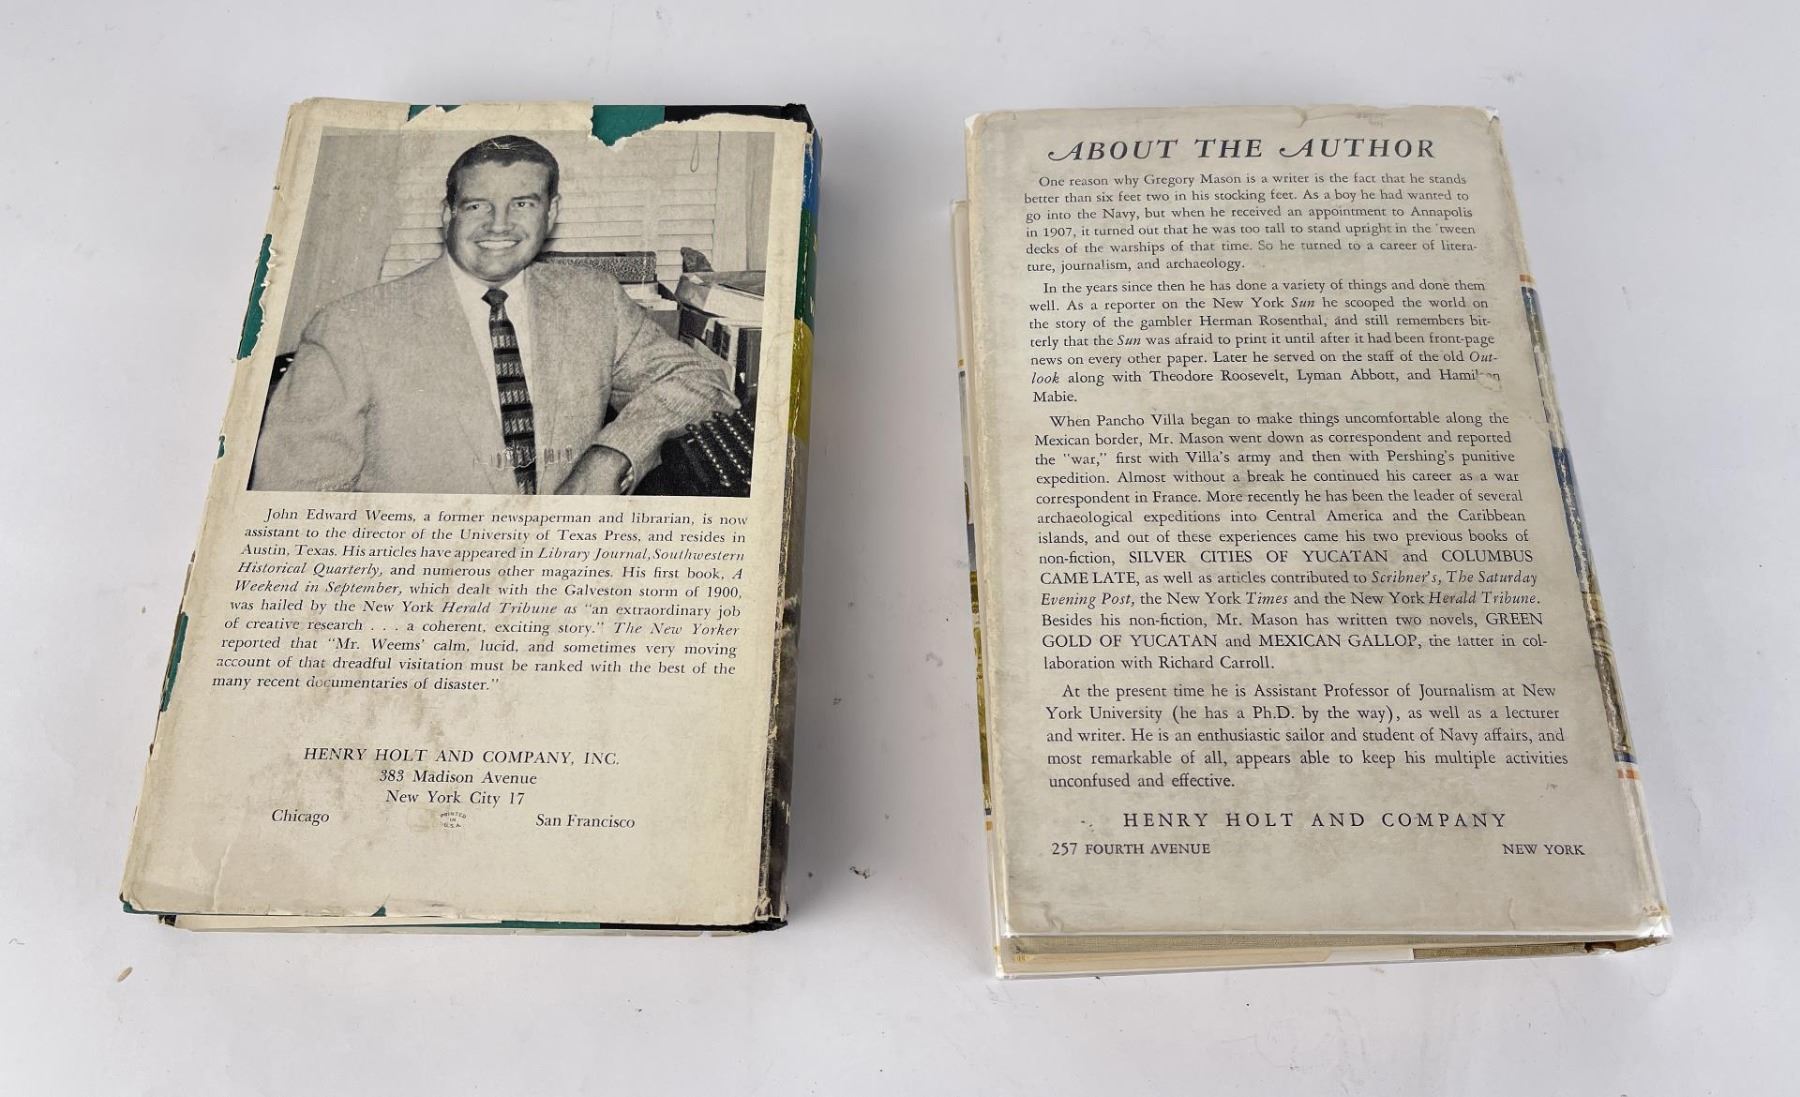 John Edward Weems, a former newspaperman and librarian, is now
assistant to the director of the University of Texas Press, and resides in
Austin, Texas. His articles have appeared in Library Journal, Southwestern
Historical Quarterly, and numerous other magazines. His first book, A
Weekend in September, which dealt with the Galveston storm of 1900,
was hailed by the New York Herald Tribune as "an extraordinary job
of creative research . . . a coherent, exciting story." The New Yorker
reported that "Mr. Weems' calm, lucid, and sometimes very moving
account of that dreadful visitation must be ranked with the best of the
many recent documentaries of disaster."
HENRY HOLT AND COMPANY, INC.
383 Madison Avenue
New York City 17
Chicago
PRINTED
IN
U.S.A.
San Francisco
ABOUT THE AUTHOR
One reason why Gregory Mason is a writer is the fact that he stands
better than six feet two in his stocking feet. As a boy he had wanted to
go into the Navy, but when he received an appointment to Annapolis
in 1907, it turned out that he was too tall to stand upright in the 'tween
decks of the warships of that time. So he turned to a career of litera-
ture, journalism, and archaeology.
In the years since then he has done a variety of things and done them
well. As a reporter on the New York Sun he scooped the world on
the story of the gambler Herman Rosenthal, and still remembers bit-
terly that the Sun was afraid to print it until after it had been front-page
news on every other paper. Later he served on the staff of the old Out-
look along with Theodore Roosevelt, Lyman Abbott, and
Mabie.
When Pancho Villa began to make things uncomfortable along the
Mexican border, Mr. Mason went down as correspondent and reported
the "war," first with Villa's army and then with Pershing's punitive
expedition. Almost without a break he continued his career as a war
correspondent in France. More recently he has been the leader of several
archaeological expeditions into Central America and the Caribbean
islands, and out of these experiences came his two previous books of
non-fiction, SILVER CITIES OF YUCATAN and COLUMBUS
CAME LATE, as well as articles contributed to Scribner's, The Saturday
Evening Post, the New York Times and the New York Herald Tribune.
Besides his non-fiction, Mr. Mason has written two novels, GREEN
GOLD OF YUCATAN and MEXICAN GALLOP, the latter in col-
laboration with Richard Carroll.
At the present time he is Assistant Professor of Journalism at New
York University (he has a Ph.D. by the way), as well as a lecturer
and writer. He is an enthusiastic sailor and student of Navy affairs, and
most remarkable of all, appears able to keep his multiple activities
unconfused and effective.
HENRY HOLT AND COMPANY
257 FOURTH AVENUE
NEW YORK